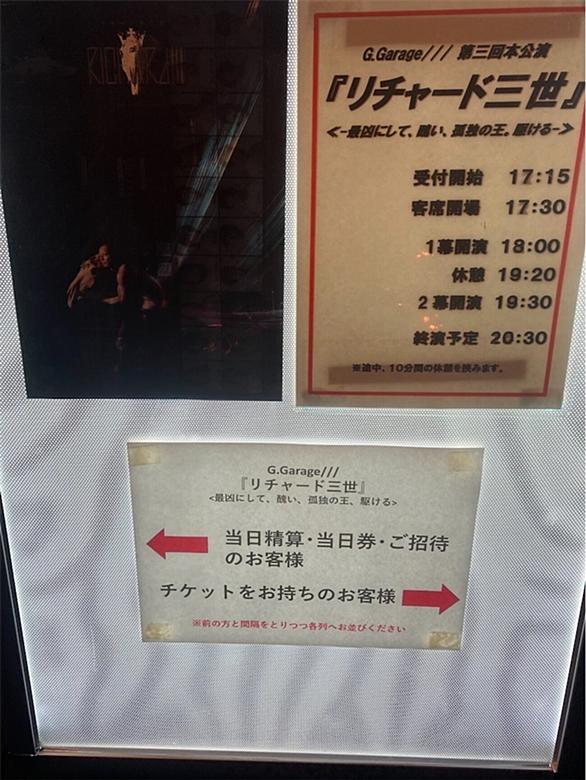 RICHARD III
G.Garage/// 第三回本公演
『リチャード三世』
≪-最凶にして、醜い、孤独の王。駆ける-≫
受付開始 17:15
客席開場 17:30
1幕開演 18:00
休憩 19:20
2幕開演 19:30
終演予定 20:30
※途中、10分間の休憩を挟みます。
G.Garage///
『リチャード三世』
<最凶にして、醜い、孤独の王、駆ける>
当日精算・当日券・ご招待
のお客様
チケットをお持ちのお客様
※前の方と間隔をとりつつ各列へお並びください